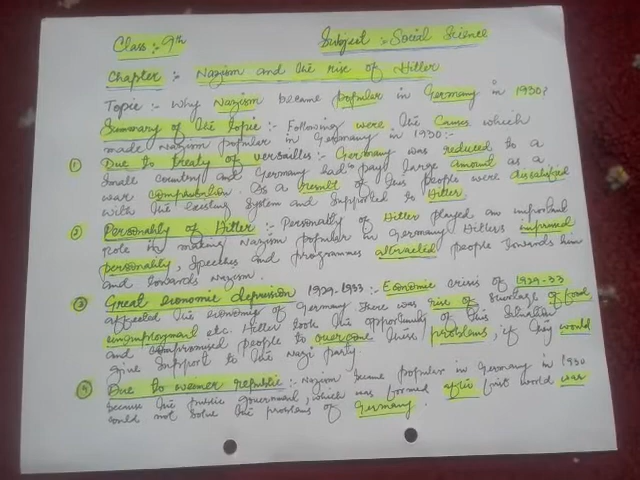 Class :- 9th
Subject :- Social Science
Chapter :- Nazism and the rise of Hitler
Topic :- Why Nazism became popular in Germany in 1930?
Summary of the topic :- Following were the Causes which
made Nazism popular in Germany in 1930:-
① Due to treaty of versailles :- Germany was reduced to a
Small country and Germany had pay large amount as a
war . As a result of this people were dissatisfied
with the existing System and Supported to Hitler.
② Personality of Hitler :- Personality of Hitler played an important
role in making Nazism popular in Germany Hitler's
personality, Speeches and programmes attracted people towards him
and towards Nazism.
③ Great economic depression 1929-1933 :- Economic crisis of 1929-33
affected the economy of Germany there was rise of Shortage of food
unemployment etc. Hitler took the opportunity of this Situation
and people to overcome these problems, if they would
give Support to the Nazi party.
④ Due to weimer republic :- Nazism became popular in Germany in 1930
because the government, which was formed after first world war
could not Solve the problems of Germany.